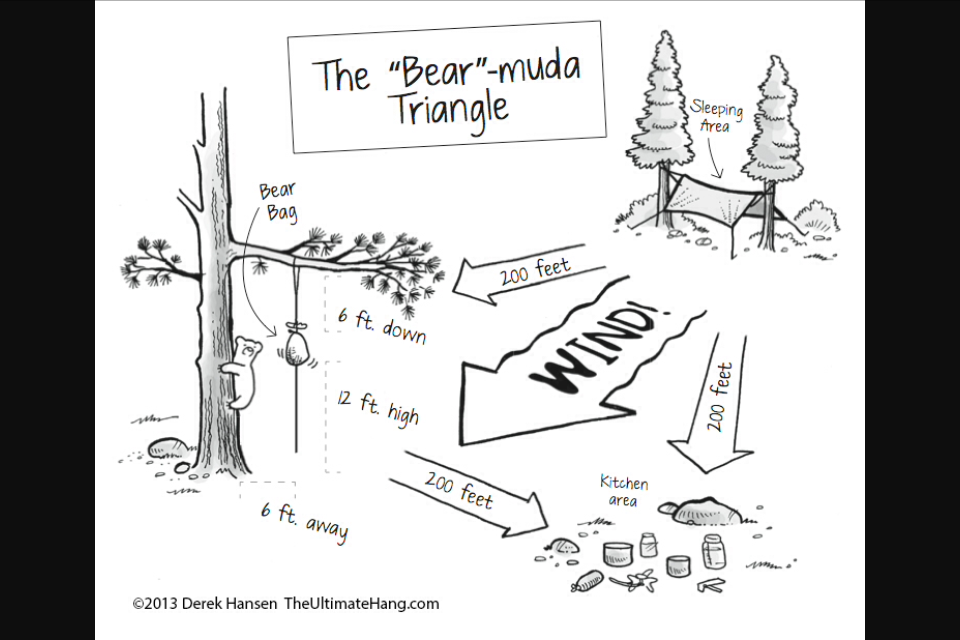 The "Bear"-muda
Triangle
Sleeping
Area
Bear
Bag
200 feet
6 ft. down
WIND!
200 feet
12 ft. high
200 feet
Kitchen
area
6 ft. away
©2013 Derek Hansen TheUltimateHang.com